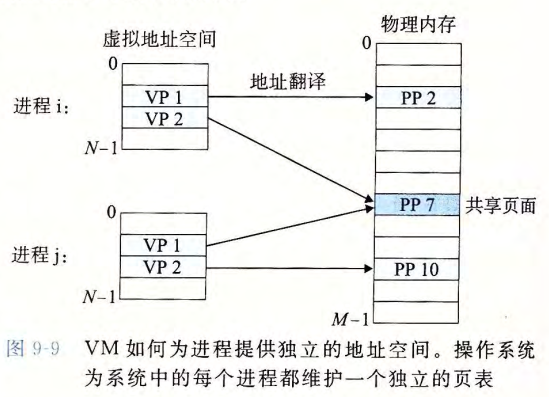 虚拟地址空间
物理内存
0
0
地址翻译
进程i:
VP 1
PP 2
VP 2
N-1
PP 7
共享页面
0
进程j:
VP 1
VP 2
PP 10
N-1
M-1
图 9-9 VM 如何为进程提供独立的地址空间。操作系统
为系统中的每个进程都维护一个独立的页表